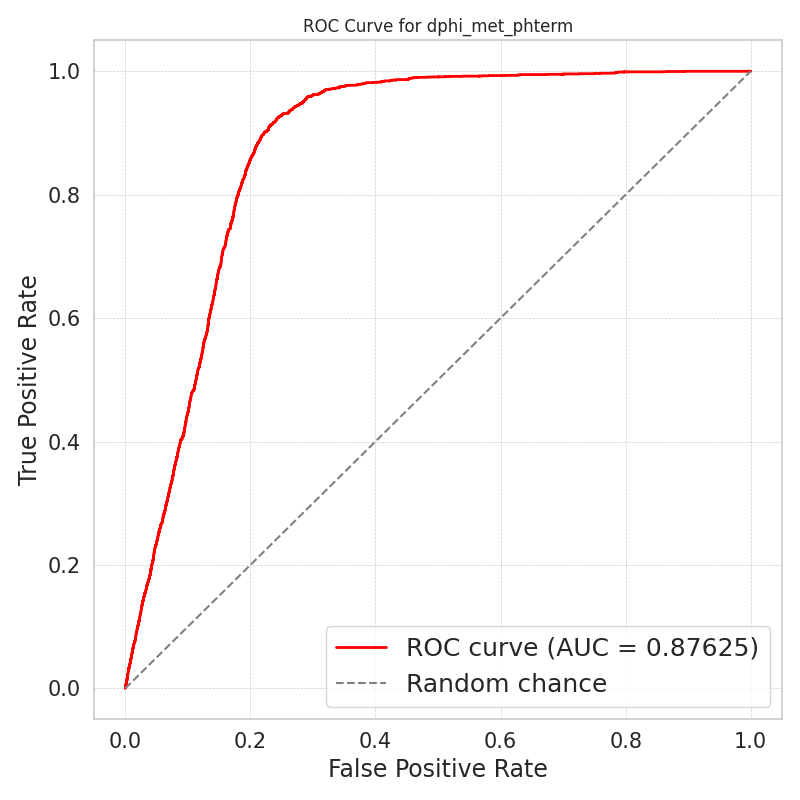 ROC Curve for dphi_met_phterm
True Positive Rate
1.0
0.8
0.6
0.4
0.2
0.0
ROC curve (AUC = 0.87625)
Random chance
0.0 0.2 0.4 0.6 0.8 1.0
False Positive Rate